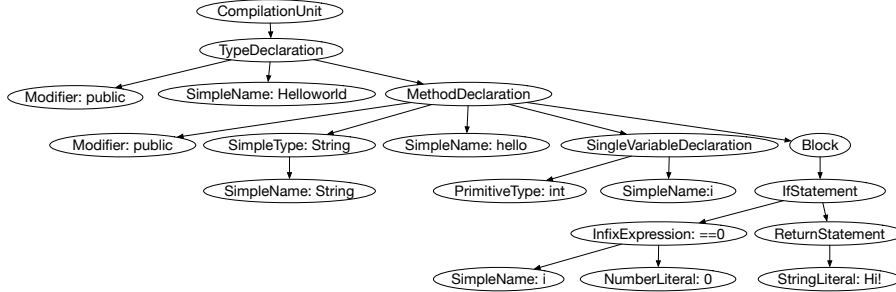 CompilationUnit
TypeDeclaration
Modifier: public
SimpleName: Helloworld
MethodDeclaration
Modifier: public
SimpleType: String
SimpleName: hello
SingleVariableDeclaration
Block
SimpleName: String
PrimitiveType: int
SimpleName:i
IfStatement
InfixExpression: ==0
ReturnStatement
SimpleName: i
NumberLiteral: 0
StringLiteral: Hi!